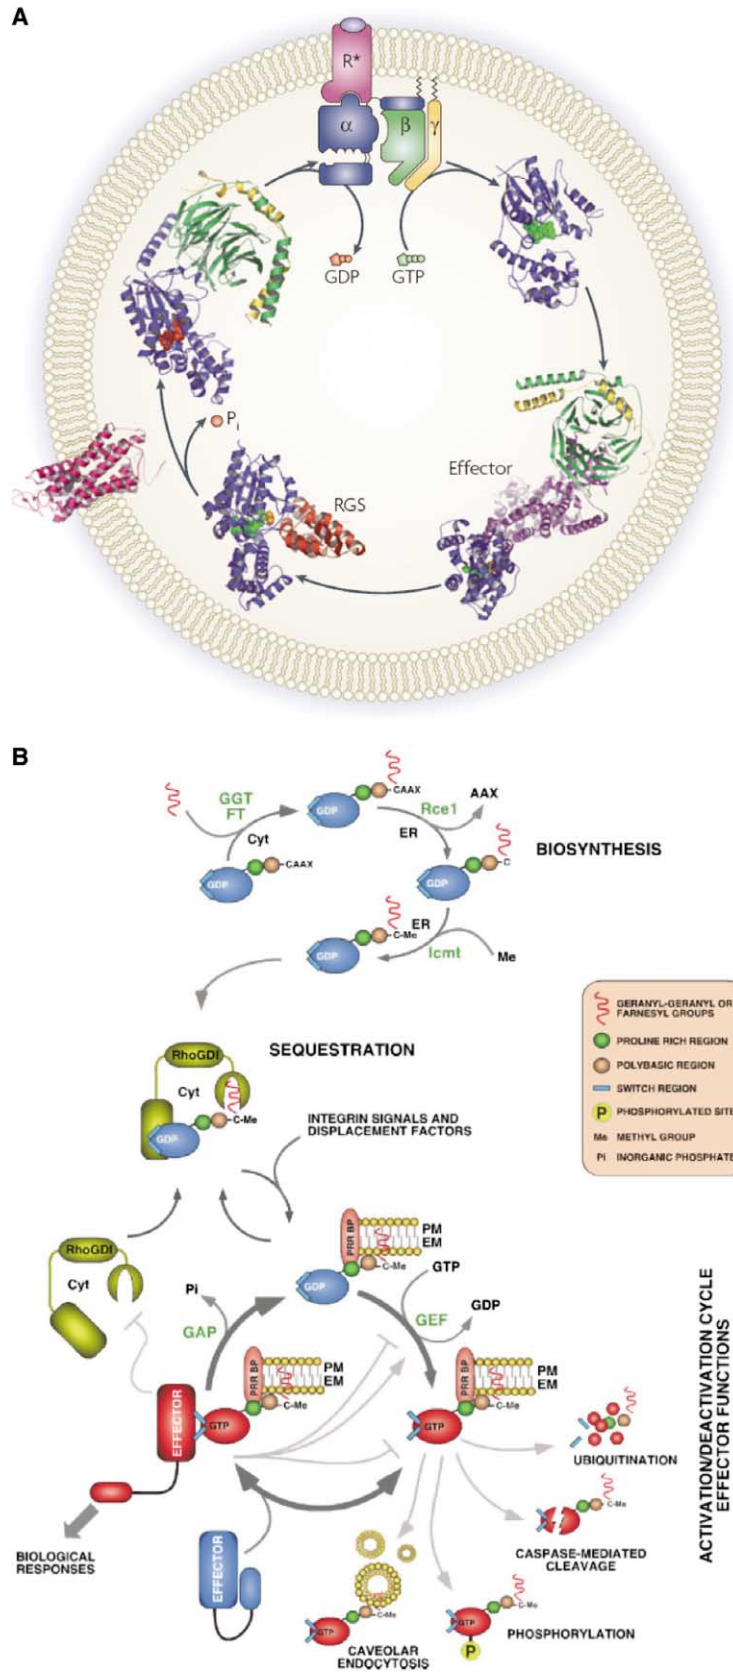 A
R*
α
β
γ
GDP
GTP
Pi
Effector
RGS
B
GGT
FT
Cyt
GDP
CAAX
GDP
CAAX
Rce1
AAX
ER
GDP
C
BIOSYNTHESIS
ER
Icmt
Me
GDP
C-Me
GERANYL-GERANYL OR
FARNESYL GROUPS
PROLINE RICH REGION
POLYBASIC REGION
SWITCH REGION
P
PHOSPHORYLATED SITE
Me
METHYL GROUP
Pi
INORGANIC PHOSPHATE
SEQUESTRATION
RhoGDI
Cyt
GDP
C-Me
INTEGRIN SIGNALS AND
DISPLACEMENT FACTORS
RhoGDI
Cyt
PRR BP
PM
EM
C-Me
GDP
GTP
GDP
GEF
Pi
GAP
PRR BP
PM
EM
C-Me
GTP
EFFECTOR
PRR BP
PM
EM
C-Me
GTP
BIOLOGICAL
RESPONSES
EFFECTOR
UBIQUITINATION
C-Me
CASPASE-MEDIATED
CLEAVAGE
GTP
C-Me
P
PHOSPHORYLATION
GTP
C-Me
CAVEOLAR
ENDOCYTOSIS
ACTIVATION/DEACTIVATION CYCLE
EFFECTOR FUNCTIONS